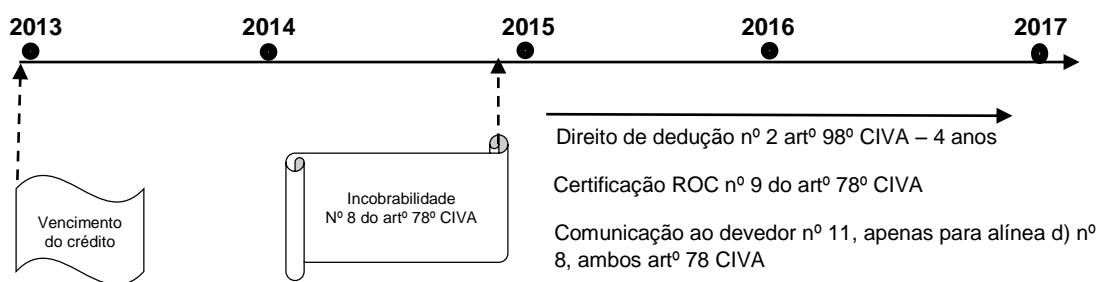 2013 2014 2015 2016 2017
Vencimento
do crédito
Incobrabilidade
Nº 8 do artº 78º CIVA
Direito de dedução nº 2 artº 98º CIVA – 4 anos
Certificação ROC nº 9 do artº 78º CIVA
Comunicação ao devedor nº 11, apenas para alínea d) nº
8, ambos artº 78 CIVA